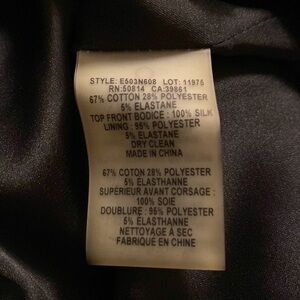 STYLE: E503N608 LOT: 11975
RN:50814 CA:39861
67% COTTON 28% POLYESTER
5% ELASTANE
TOP FRONT BODICE : 100% SILK
LINING : 95% POLYESTER
5% ELASTANE
DRY CLEAN
MADE IN CHINA
67% COTON 28% POLYESTER
5% ELASTHANNE
SUPERIEUR AVANT CORSAGE :
100% SOIE
DOUBLURE : 95% POLYESTER
5% ELASTHANNE
NETTOYAGE A SEC
FABRIQUÉ EN CHINE